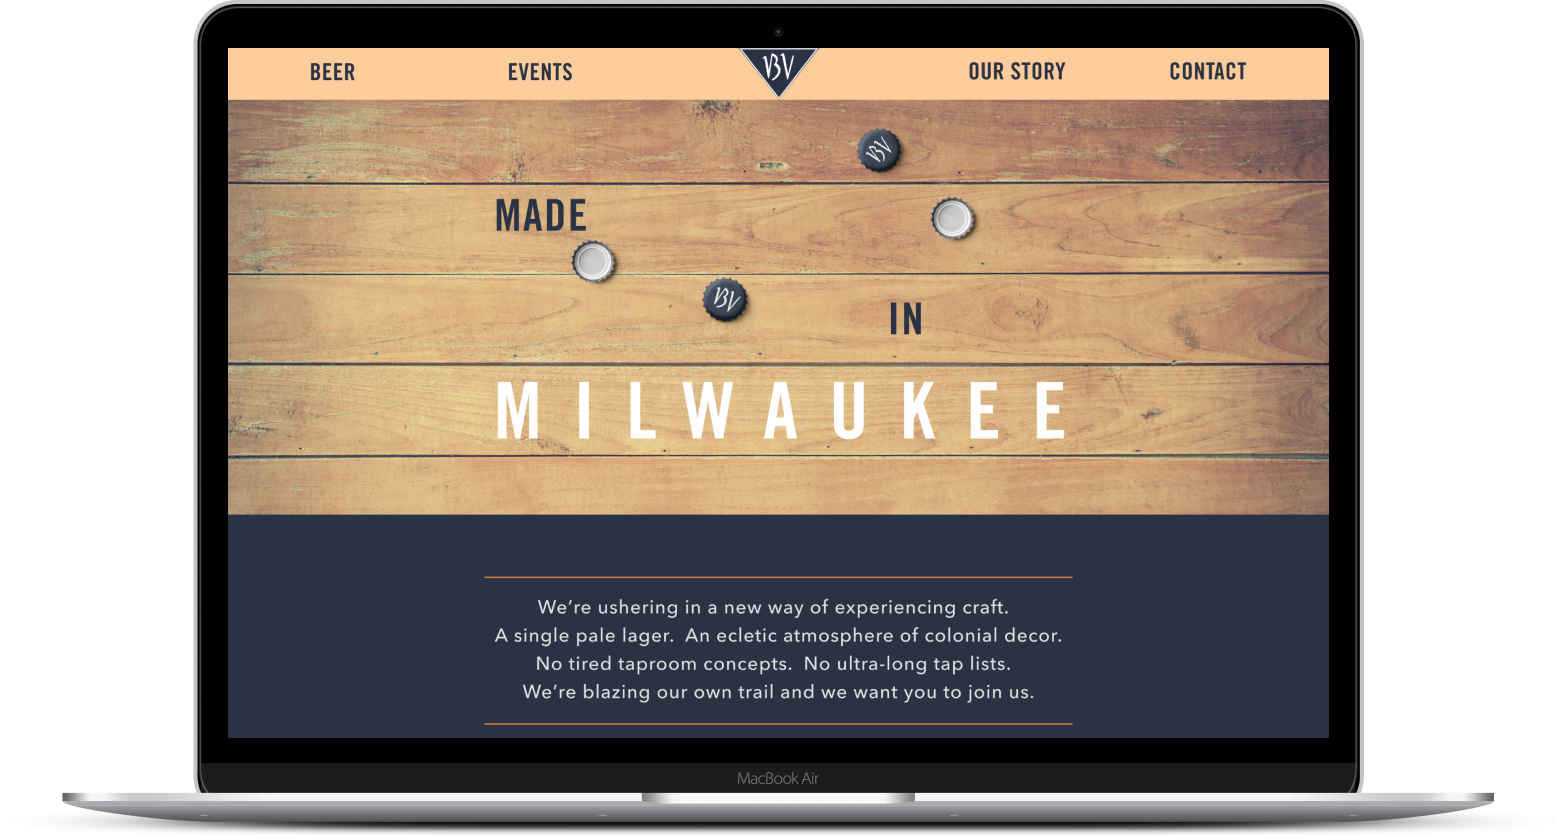 BEER EVENTS BV OUR STORY CONTACT
BV
MADE
BV
IN
MILWAUKEE
We're ushering in a new way of experiencing craft.
A single pale lager.  An ecletic atmosphere of colonial decor.
No tired taproom concepts.  No ultra-long tap lists.
We're blazing our own trail and we want you to join us.
MacBook Air